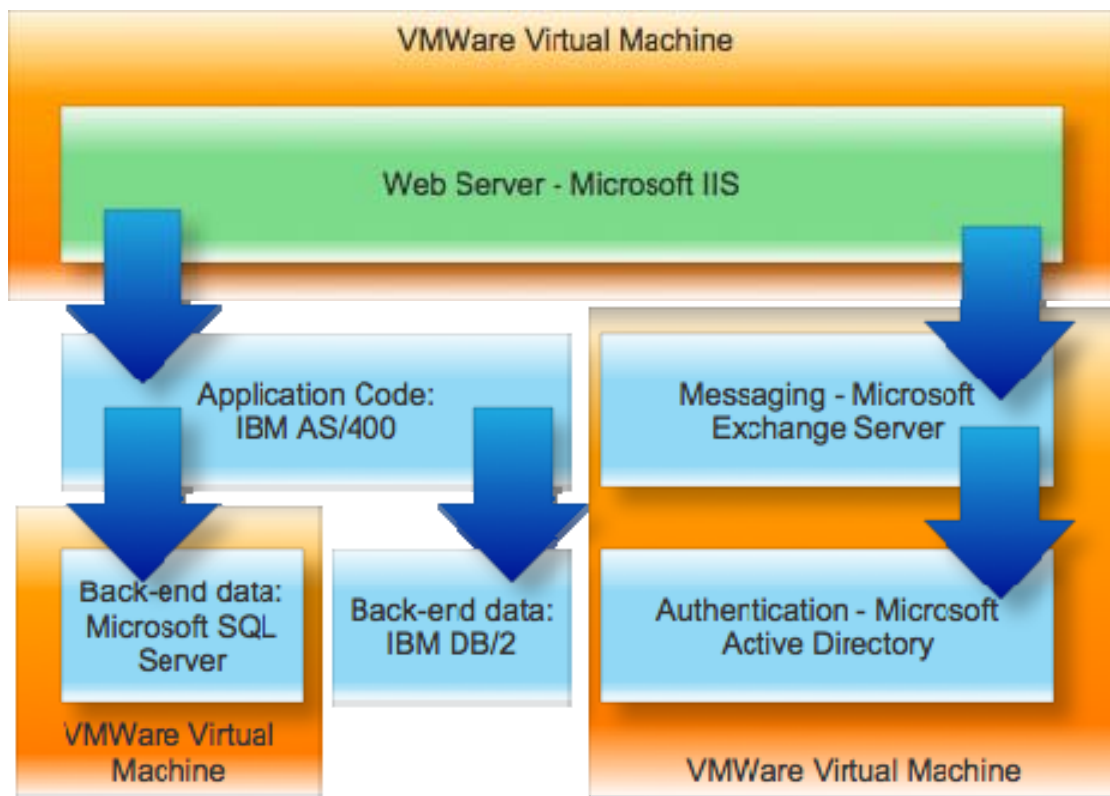 VMWare Virtual Machine
Web Server - Microsoft IIS
Application Code:
IBM AS/400
Messaging - Microsoft
Exchange Server
Back-end data:
Microsoft SQL
Server
Back-end data:
IBM DB/2
Authentication - Microsoft
Active Directory
VMWare Virtual
Machine
VMWare Virtual Machine